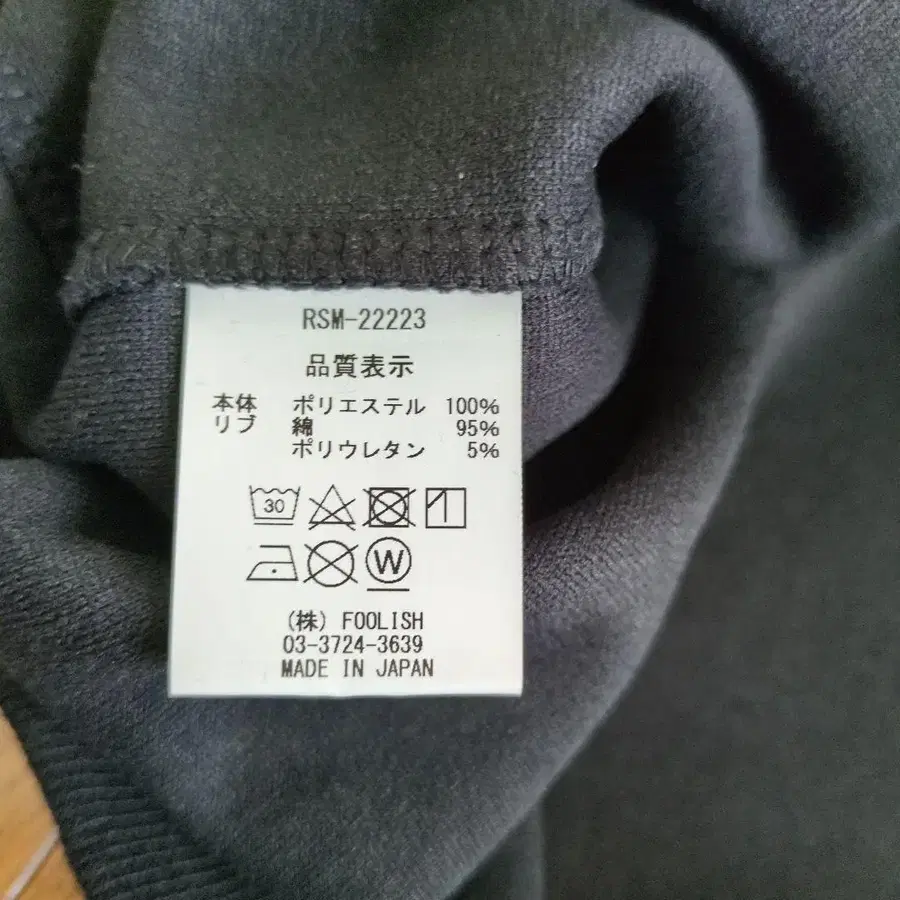 RSM-22223
品質表示
本体 ポリエステル 100%
リブ 綿 95%
ポリウレタン 5%
30
W
(株) FOOLISH
03-3724-3639
MADE IN JAPAN